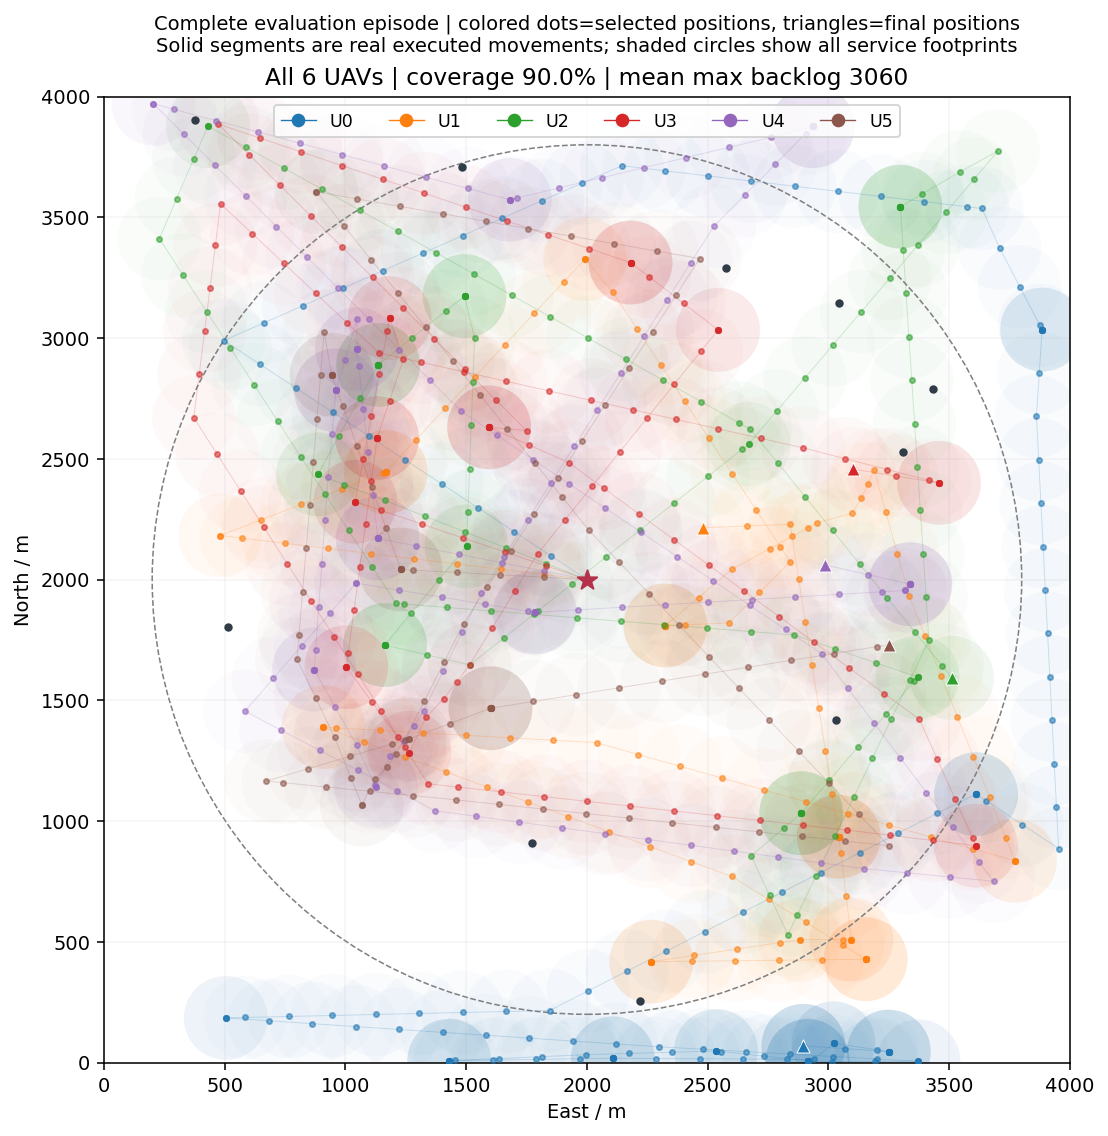 Complete evaluation episode | colored dots=selected positions, triangles=final positions
Solid segments are real executed movements; shaded circles show all service footprints
All 6 UAVs | coverage 90.0% | mean max backlog 3060
U0 U1 U2 U3 U4 U5
4000
3500
3000
2500
2000
1500
1000
500
0
North / m
0 500 1000 1500 2000 2500 3000 3500 4000
East / m